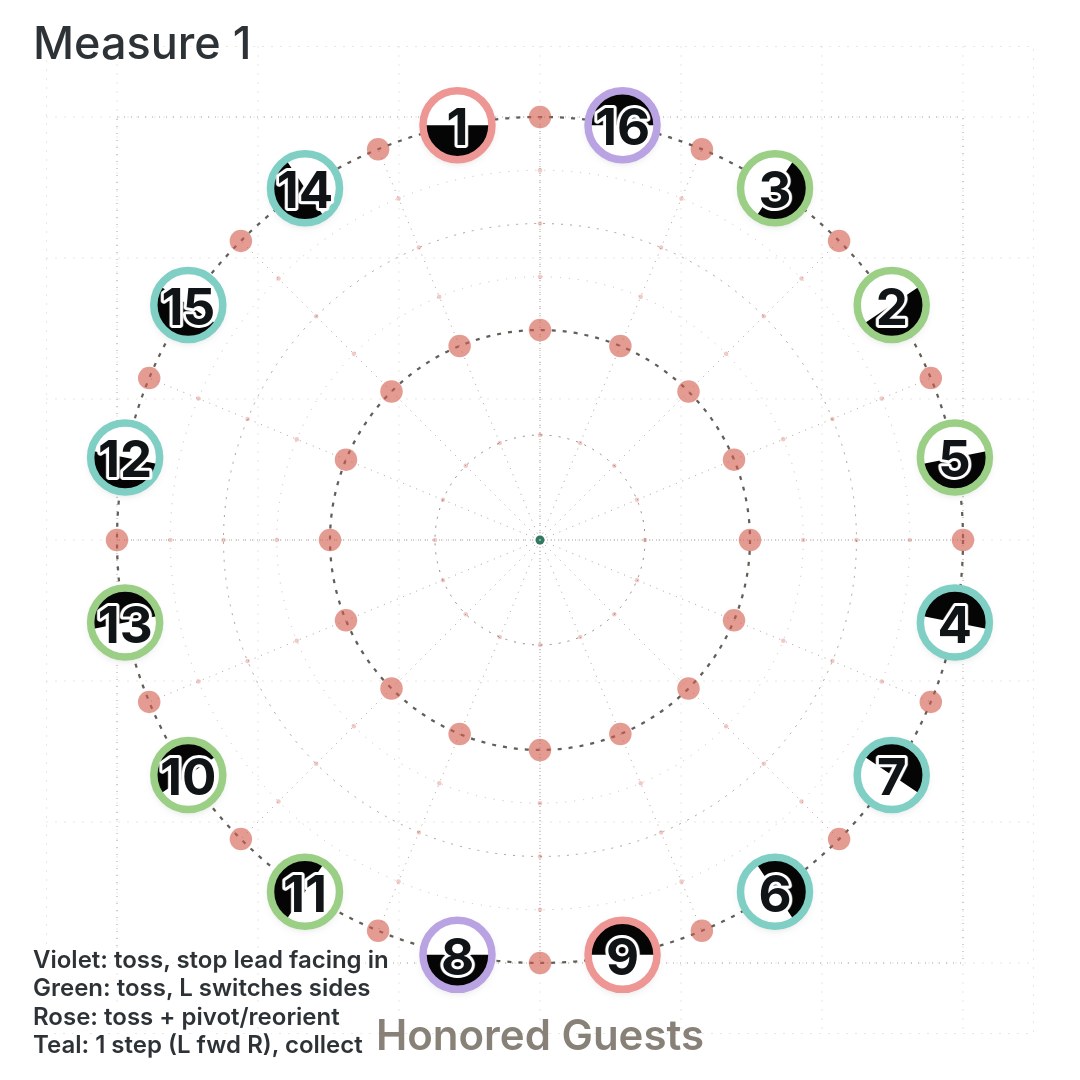 Measure 1
1
16
14
3
15
2
12
5
13
4
10
7
11
6
8
9
Violet: toss, stop lead facing in
Green: toss, L switches sides
Rose: toss + pivot/reorient
Teal: 1 step (L fwd R), collect
Honored Guests